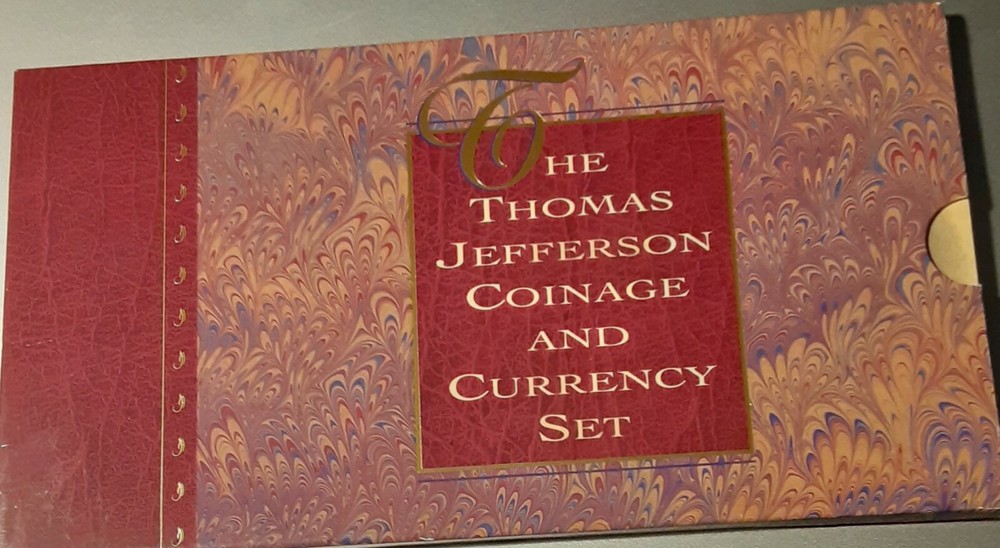 The
Thomas
Jefferson
Coinage
and
Currency
Set